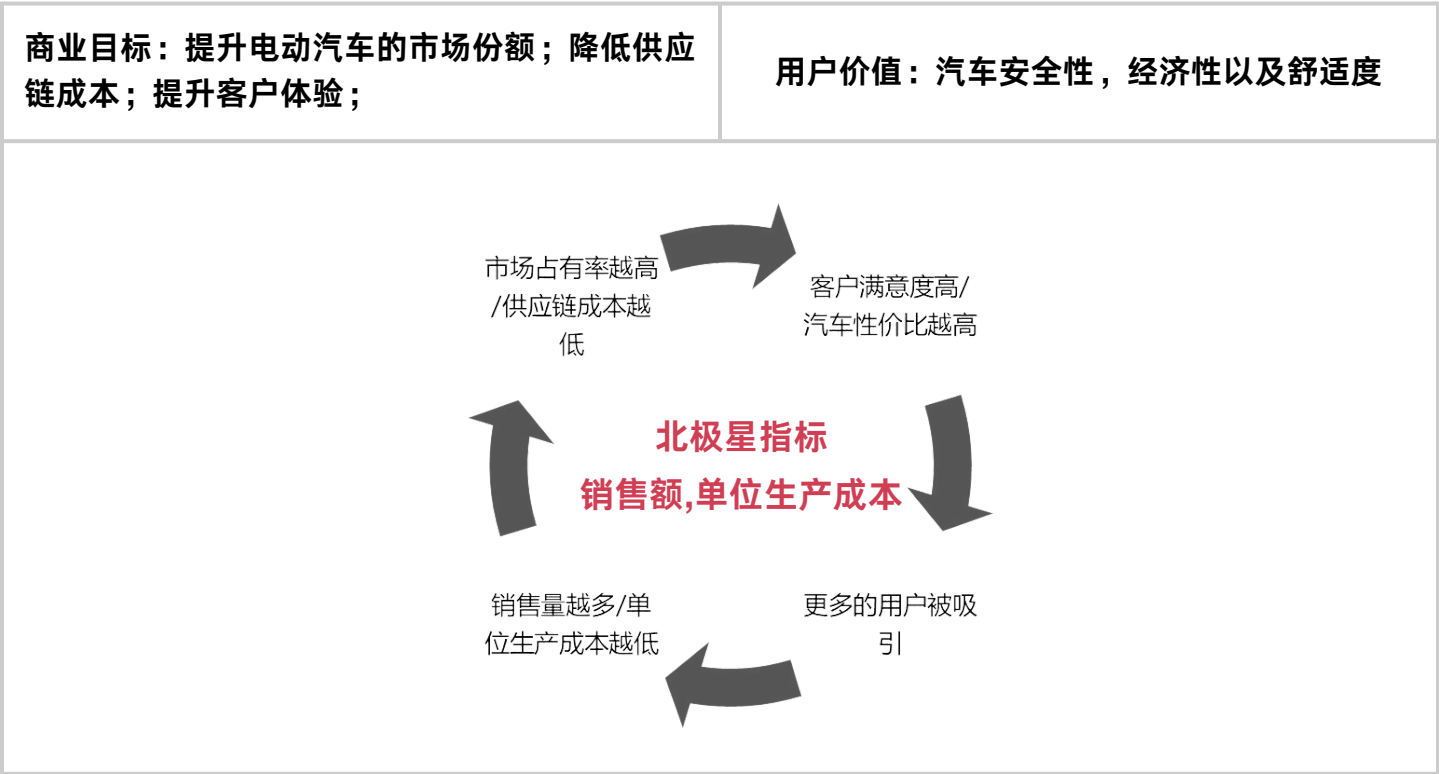 商业目标：提升电动汽车的市场份额；降低供应
链成本；提升客户体验；
用户价值：汽车安全性，经济性以及舒适度
市场占有率越高
/供应链成本越
低
客户满意度高/
汽车性价比越高
北极星指标
销售额,单位生产成本
销售量越多/单
位生产成本越低
更多的用户被吸
引